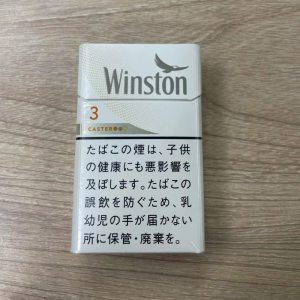 Winston
3
CASTER
たばこの煙は、子供
の健康にも悪影響を
及ぼします。たばこの
誤飲を防ぐため、乳
幼児の手が届かない
所に保管・廃棄を。